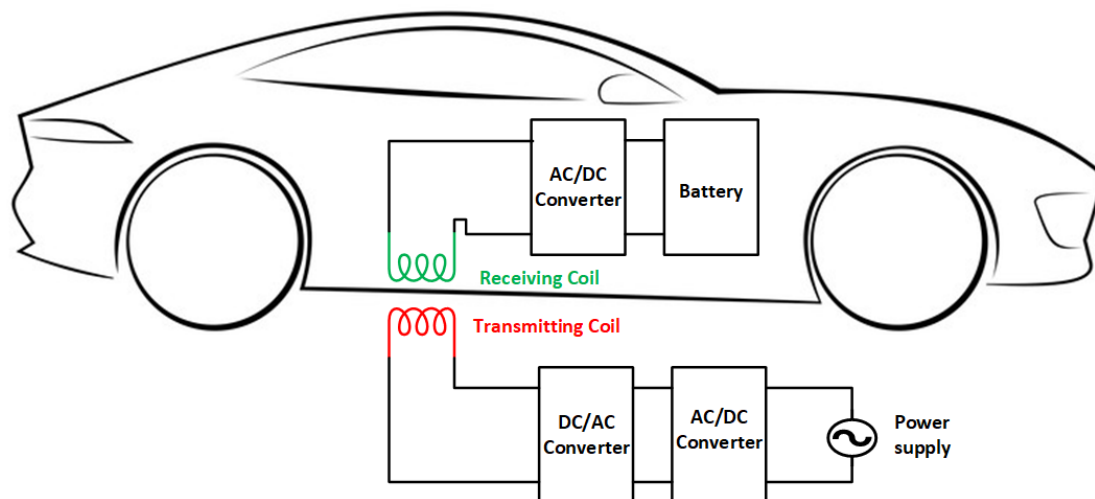 AC/DC
Converter
Battery
Receiving Coil
Transmitting Coil
DC/AC
Converter
AC/DC
Converter
Power
supply